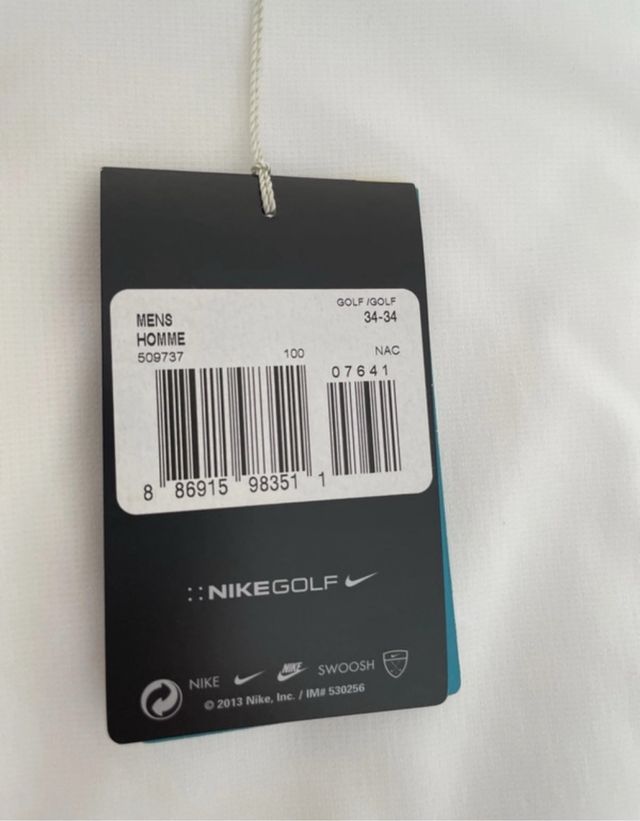 GOLF /GOLF
MENS 34-34
HOMME
509737 100 NAC
07641
8 86915 98351 1
::NIKEGOLF
NIKE NIKE SWOOSH
© 2013 Nike, Inc. / IM# 530256